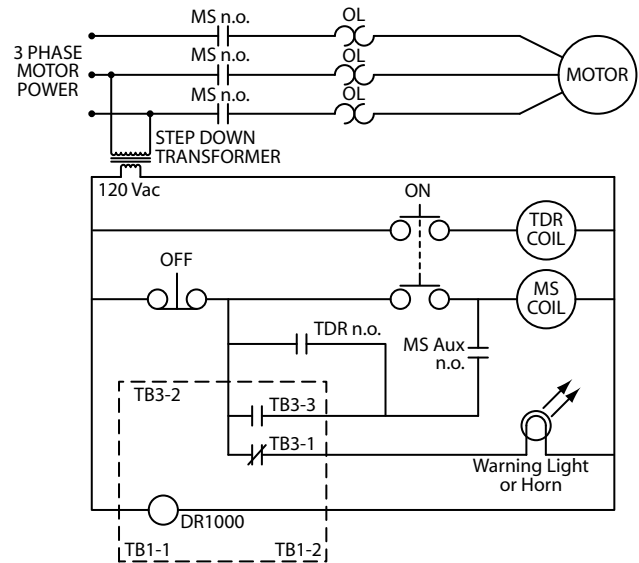 MS n.o.
OL
3 PHASE
MOTOR
POWER
MS n.o.
OL
MOTOR
MS n.o.
OL
STEP DOWN
TRANSFORMER
120 Vac
ON
TDR
COIL
OFF
MS
COIL
TDR n.o.
MS Aux
n.o.
TB3-2
TB3-3
TB3-1
Warning Light
or Horn
DR1000
TB1-1
TB1-2